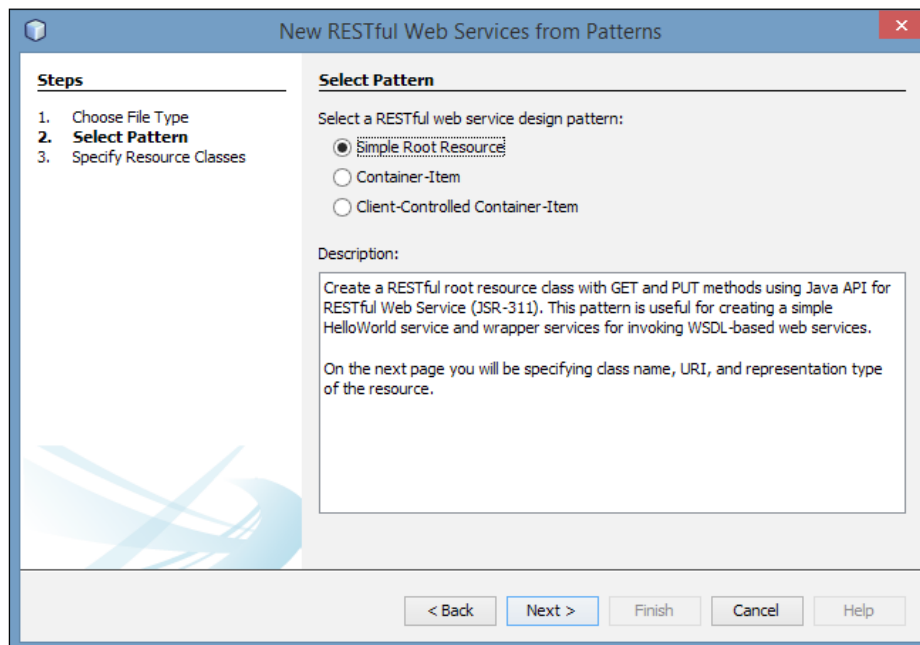 New RESTful Web Services from Patterns
Steps
1. Choose File Type
2. Select Pattern
3. Specify Resource Classes
Select Pattern
Select a RESTful web service design pattern:
Simple Root Resource
Container-Item
Client-Controlled Container-Item
Description:
Create a RESTful root resource class with GET and PUT methods using Java API for
RESTful Web Service (JSR-311). This pattern is useful for creating a simple
HelloWorld service and wrapper services for invoking WSDL-based web services.
On the next page you will be specifying class name, URI, and representation type
of the resource.
< Back
Next >
Finish
Cancel
Help